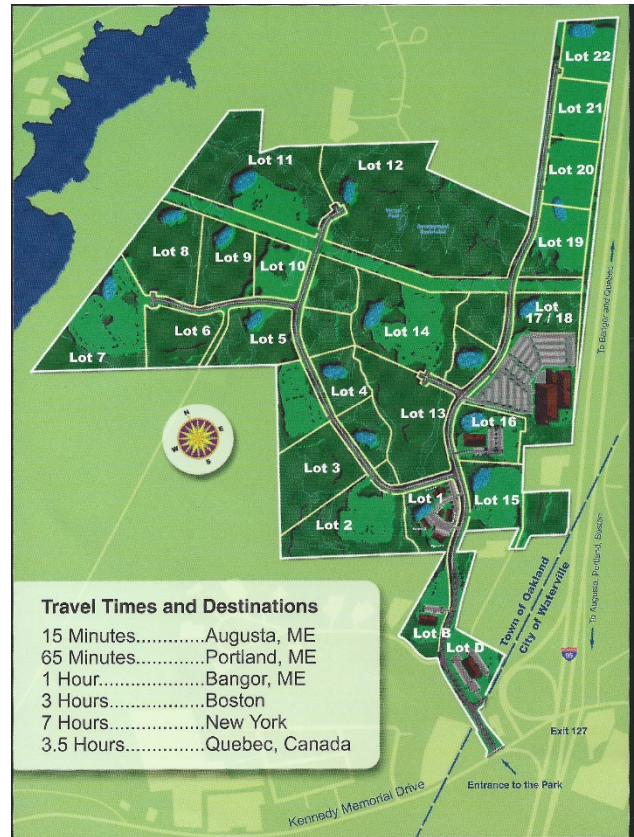 Lot 22
Lot 21
Lot 20
Lot 19
Lot 11
Lot 12
Lot 8
Lot 9
Lot 10
Lot 7
Lot 6
Lot 5
Lot 14
Lot
17 / 18
Lot 4
Lot 13
Lot 16
Lot 3
Lot 2
Lot 1
Lot 15
Lot B
Lot D
N
E
S
W
To Bangor and Quebec
To Augusta, Portland, Boston
Town of Oakland
City of Waterville
95
Exit 127
Entrance to the Park
Kennedy Memorial Drive
Travel Times and Destinations
15 Minutes.............Augusta, ME
65 Minutes.............Portland, ME
1 Hour....................Bangor, ME
3 Hours..................Boston
7 Hours..................New York
3.5 Hours...............Quebec, Canada